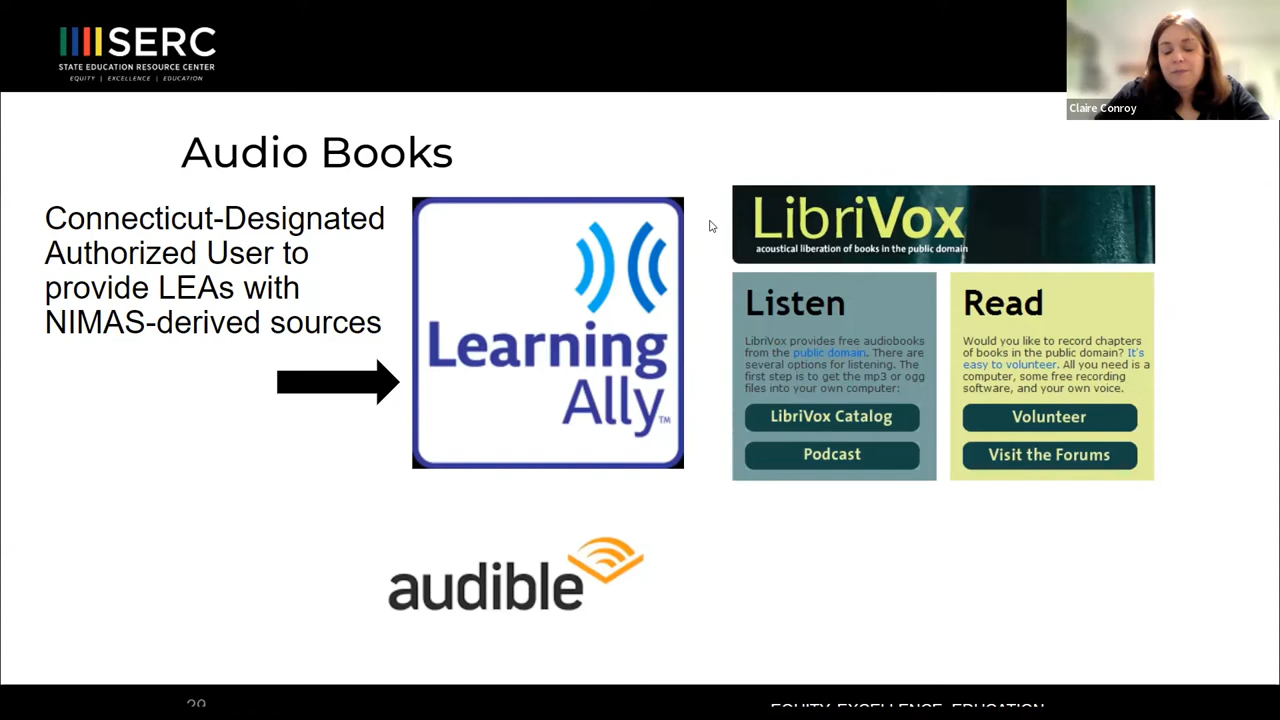 SERC
STATE EDUCATION RESOURCE CENTER
EQUITY | EXCELLENCE | EDUCATION
Claire Conroy
Audio Books
Connecticut-Designated
Authorized User to
provide LEAs with
NIMAS-derived sources
Learning
Ally™
LibriVox
acoustical liberation of books in the public domain
Listen
LibriVox provides free audiobooks
from the public domain. There are
several options for listening. The
first step is to get the mp3 or ogg
files into your own computer:
LibriVox Catalog
Podcast
Read
Would you like to record chapters
of books in the public domain? It's
easy to volunteer. All you need is a
computer, some free recording
software, and your own voice.
Volunteer
Visit the Forums
audible
29
EQUITY EXCELLENCE EDUCATION